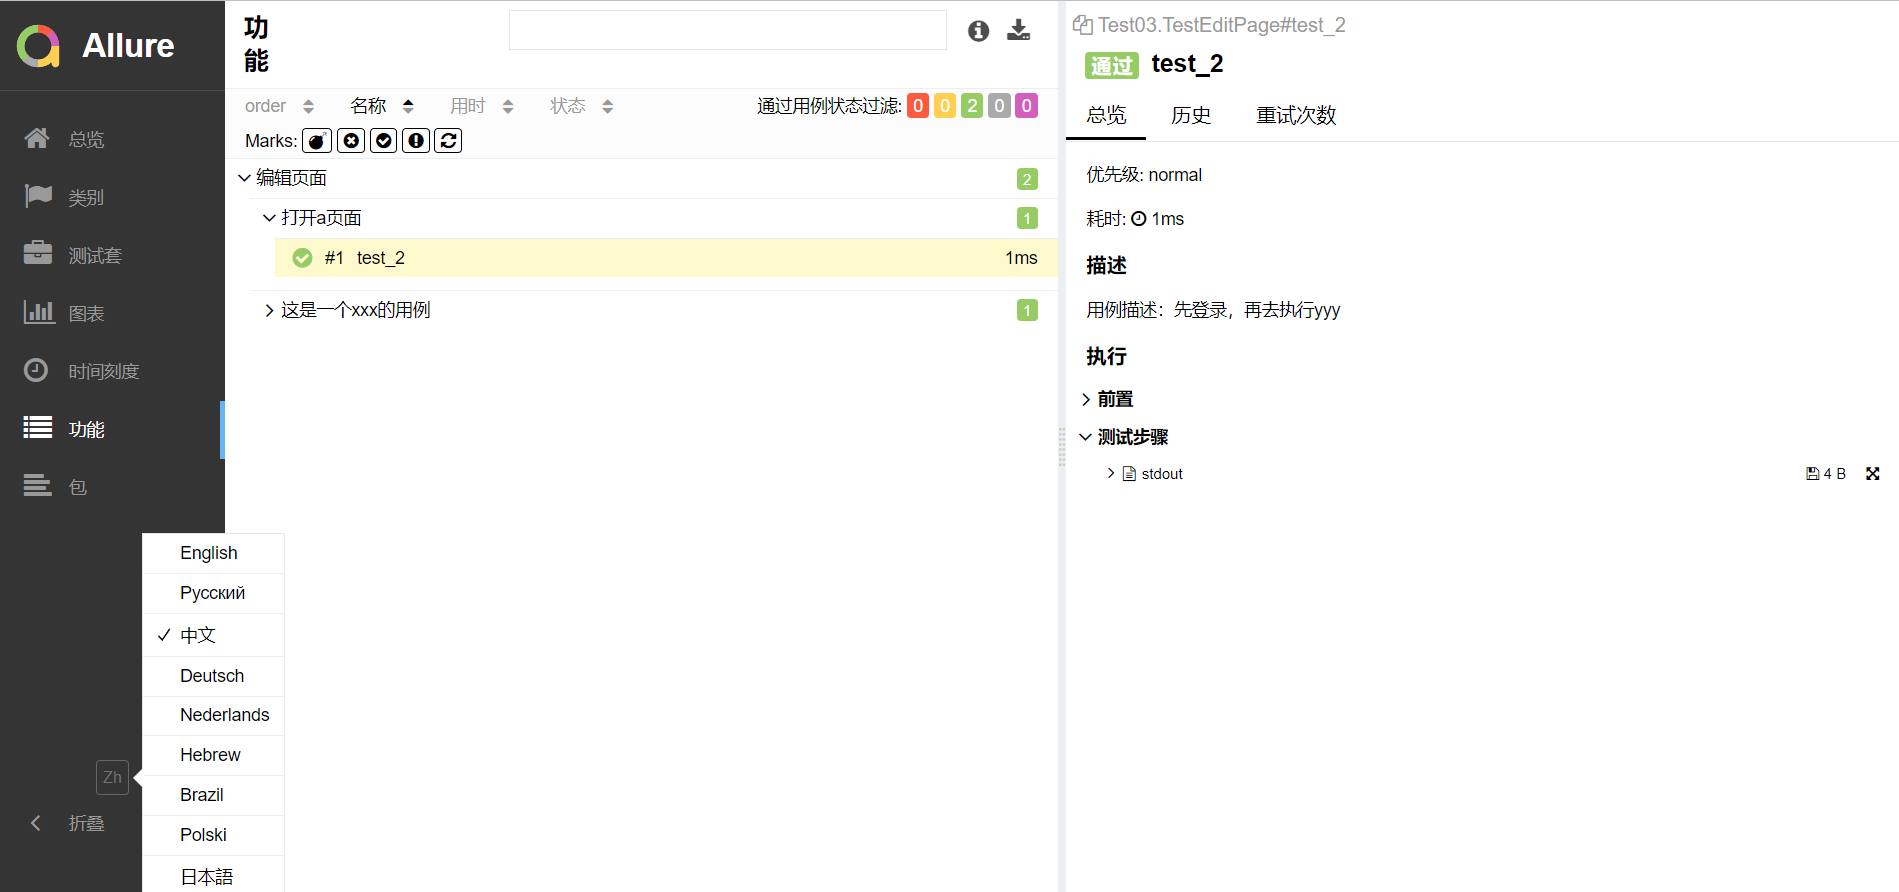 Allure
总览
类别
测试套
图表
时间刻度
功能
包
English
Русский
中文
Deutsch
Nederlands
Hebrew
Brazil
Polski
日本語
Zh
折叠
功
能
order 名称 用时 状态 通过用例状态过滤: 0 0 2 0 0
Marks:
编辑页面 2
打开a页面 1
#1 test_2 1ms
这是一个xxx的用例 1
Test03.TestEditPage#test_2
通过 test_2
总览 历史 重试次数
优先级: normal
耗时: 1ms
描述
用例描述：先登录，再去执行yyy
执行
前置
测试步骤
stdout 4 B